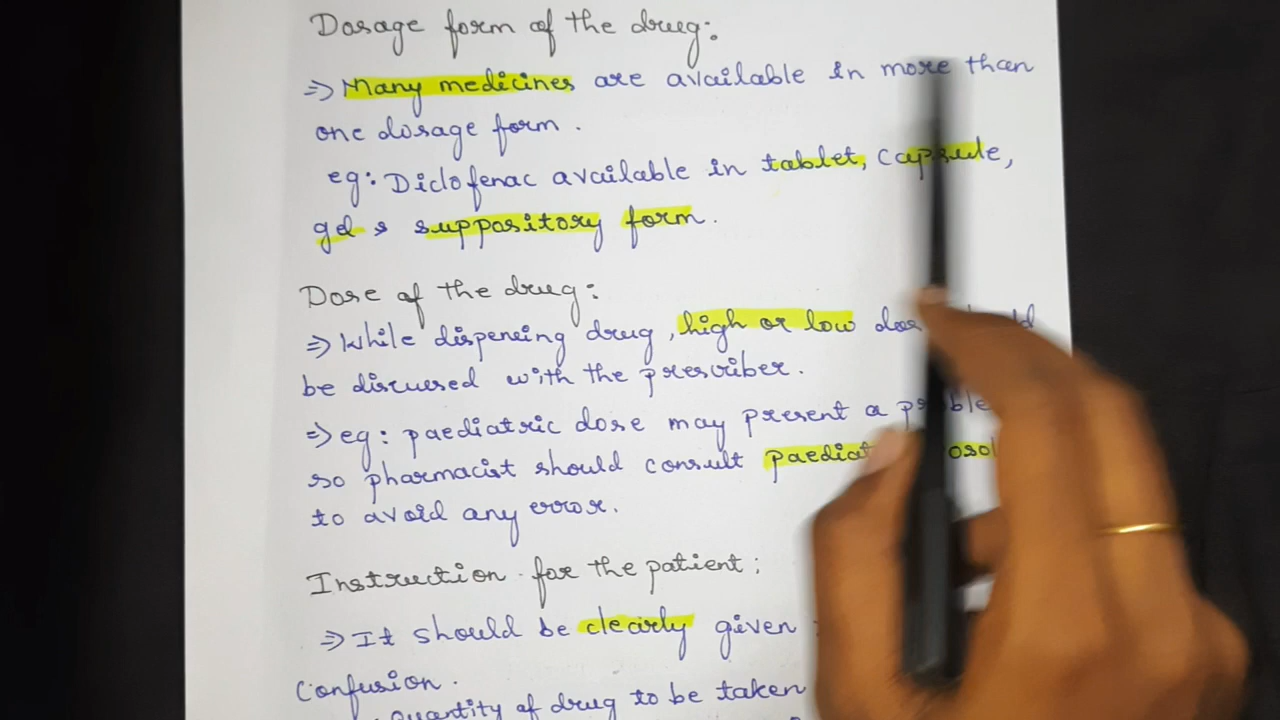 Dosage form of the drug:
⇒ Many medicines are available in more than
one dosage form.
eg: Diclofenac available in tablet, capsule,
gel & suppository form.
Dose of the drug:
⇒ While dispensing drug, high or low
be discussed with the prescriber.
⇒ eg: paediatric dose may present a
so pharmacist should consult
to avoid any error.
Instruction for the patient:
⇒ It should be clearly given
Confusion.
quantity of drug to be taken